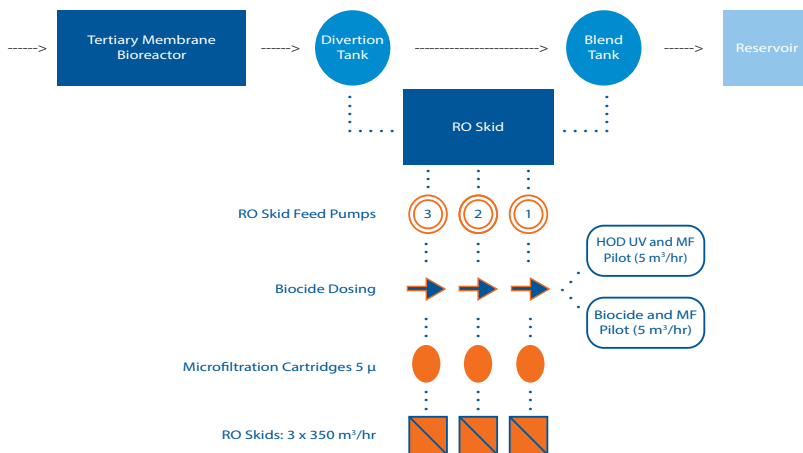 Tertiary Membrane
Bioreactor
Divertion
Tank
Blend
Tank
Reservoir
RO Skid
RO Skid Feed Pumps
3
2
1
HOD UV and MF
Pilot (5 m³/hr)
Biocide Dosing
Biocide and MF
Pilot (5 m³/hr)
Microfiltration Cartridges 5 µ
RO Skids: 3 x 350 m³/hr